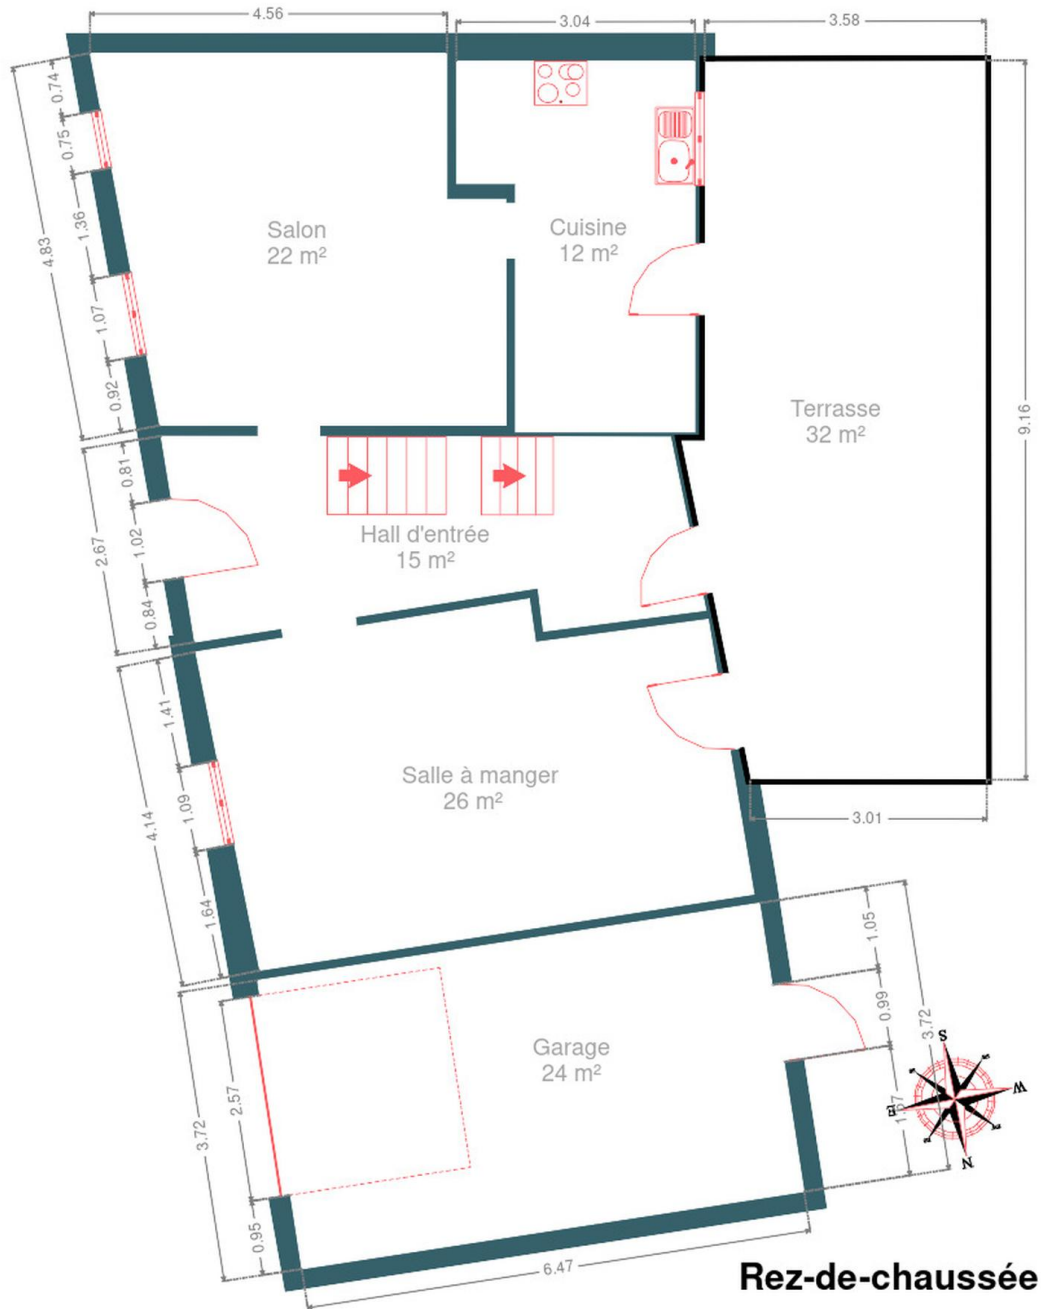 4.56
3.04
3.58
0.74
0.75
1.36
4.83
1.07
0.92
Salon
22 m²
Cuisine
12 m²
Terrasse
32 m²
9.16
0.81
1.02
2.67
0.84
Hall d'entrée
15 m²
1.41
1.09
4.14
1.64
Salle à manger
26 m²
3.01
1.05
0.99
3.72
Garage
24 m²
2.57
3.72
0.95
S
W
E
N
6.47
Rez-de-chaussée